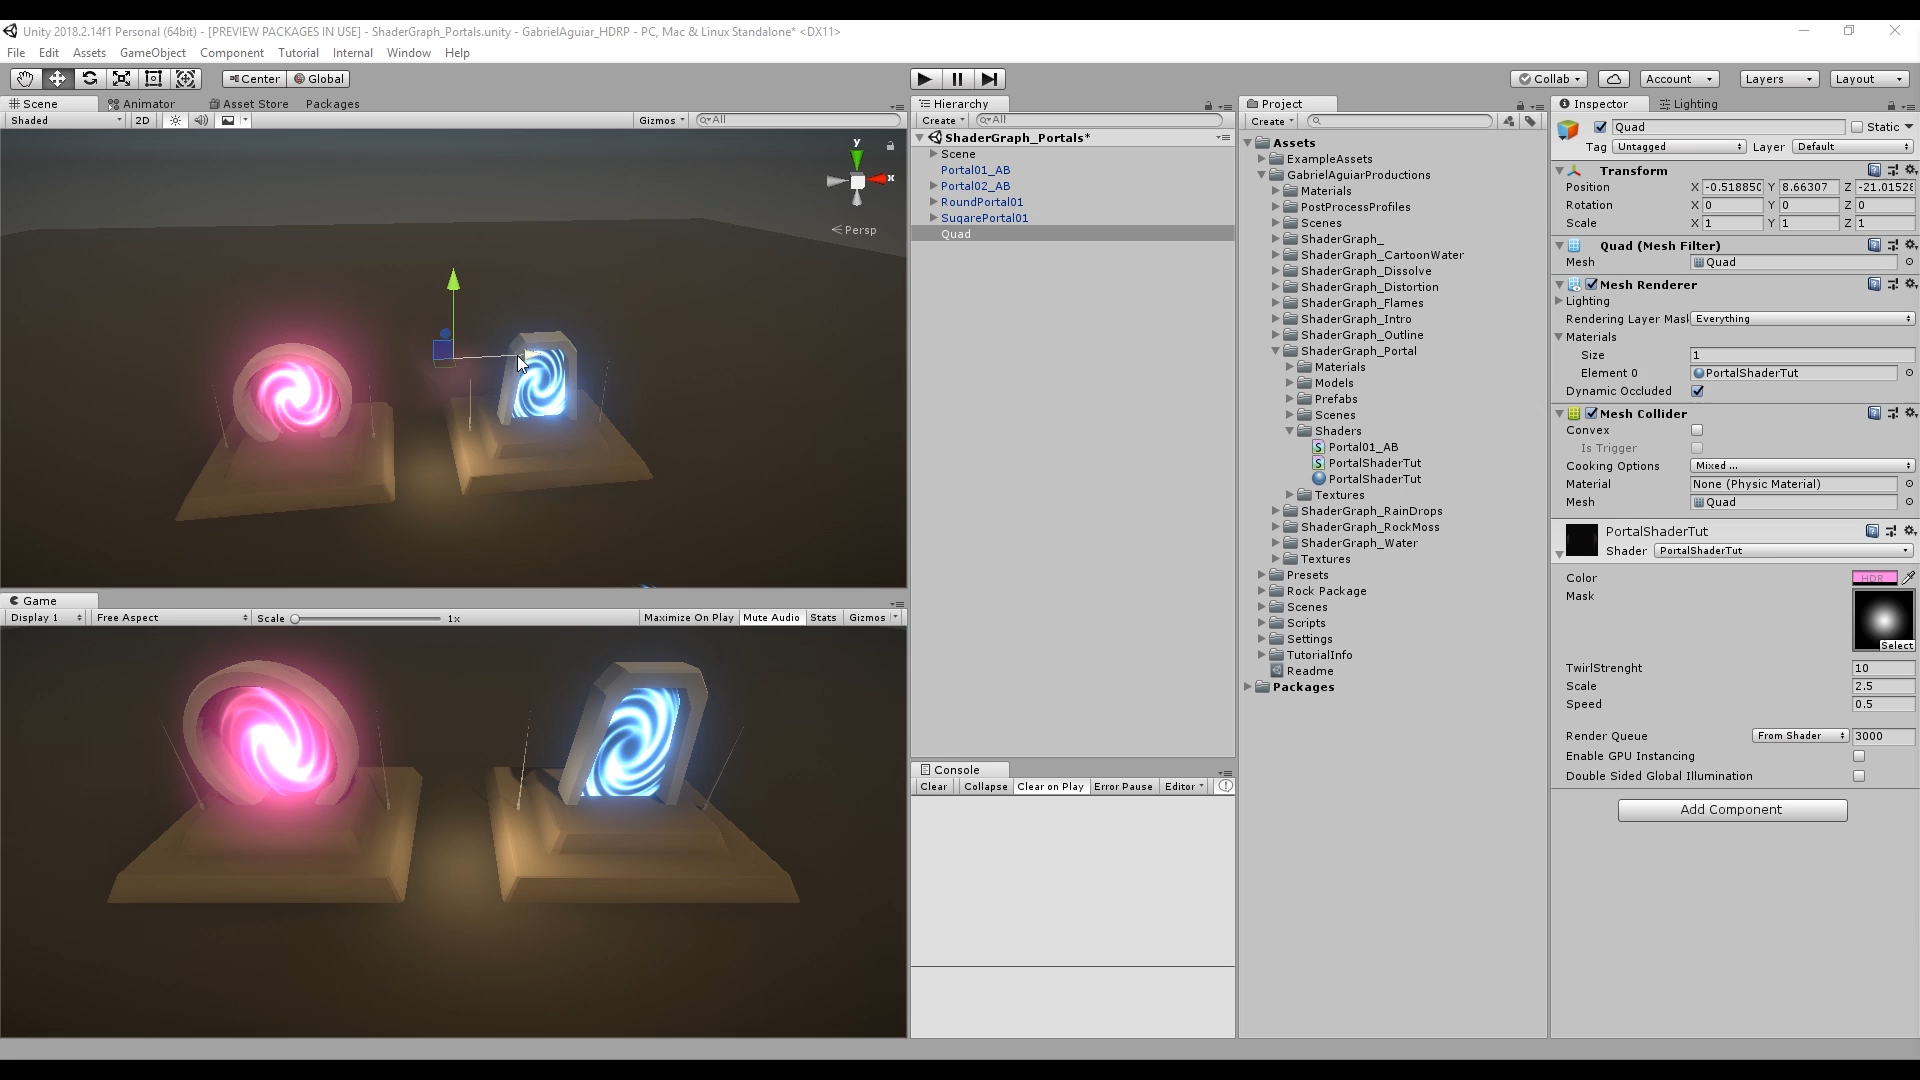 Unity 2018.2.14f1 Personal (64bit) - [PREVIEW PACKAGES IN USE] - ShaderGraph_Portals.unity - GabrielAguiar_HDRP - PC, Mac & Linux Standalone* <DX11>
File Edit Assets GameObject Component Tutorial Internal Window Help
Center Global Collab Account Layers Layout
Scene Animator Asset Store Packages
Shaded 2D Gizmos All
y
x
Persp
Game
Display 1 Free Aspect Scale 1x Maximize On Play Mute Audio Stats Gizmos
Hierarchy
Create All
ShaderGraph_Portals*
Scene
Portal01_AB
Portal02_AB
RoundPortal01
SuqarePortal01
Quad
Console
Clear Collapse Clear on Play Error Pause Editor
Project
Create
Assets
ExampleAssets
GabrielAguiarProductions
Materials
PostProcessProfiles
Scenes
ShaderGraph_
ShaderGraph_CartoonWater
ShaderGraph_Dissolve
ShaderGraph_Distortion
ShaderGraph_Flames
ShaderGraph_Intro
ShaderGraph_Outline
ShaderGraph_Portal
Materials
Models
Prefabs
Scenes
Shaders
Portal01_AB
PortalShaderTut
PortalShaderTut
Textures
ShaderGraph_RainDrops
ShaderGraph_RockMoss
ShaderGraph_Water
Textures
Presets
Rock Package
Scenes
Scripts
Settings
TutorialInfo
Readme
Packages
Inspector Lighting
Quad Static
Tag Untagged Layer Default
Transform
Position X -0.518850 Y 8.66307 Z -21.01528
Rotation X 0 Y 0 Z 0
Scale X 1 Y 1 Z 1
Quad (Mesh Filter)
Mesh Quad
Mesh Renderer
Lighting
Rendering Layer Mask Everything
Materials
Size 1
Element 0 PortalShaderTut
Dynamic Occluded
Mesh Collider
Convex
Is Trigger
Cooking Options Mixed ...
Material None (Physic Material)
Mesh Quad
PortalShaderTut
Shader PortalShaderTut
Color HDR
Mask
Select
TwirlStrenght 10
Scale 2.5
Speed 0.5
Render Queue From Shader 3000
Enable GPU Instancing
Double Sided Global Illumination
Add Component